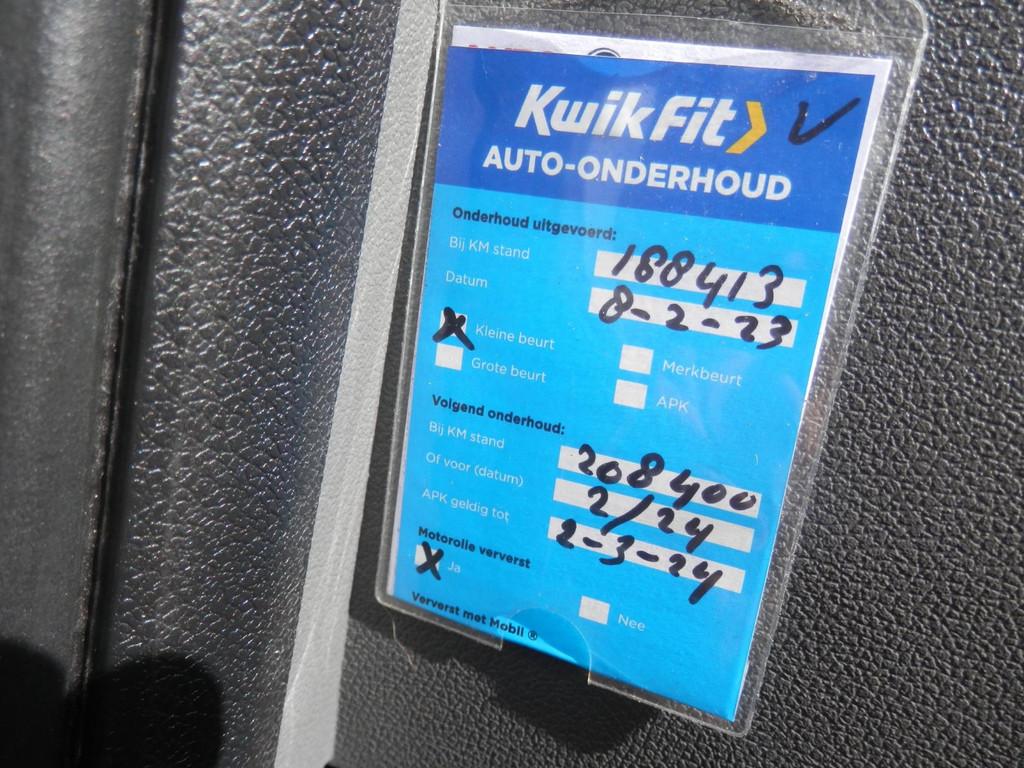 KwikFit V
AUTO-ONDERHOUD
Onderhoud uitgevoerd:
Bij KM stand 188413
Datum 8-2-23
X Kleine beurt Merkbeurt
Grote beurt APK
Volgend onderhoud:
Bij KM stand 208400
Of voor (datum) 2/24
APK geldig tot 2-3-24
Motorolie ververst
X Ja Nee
Ververst met Mobil ®